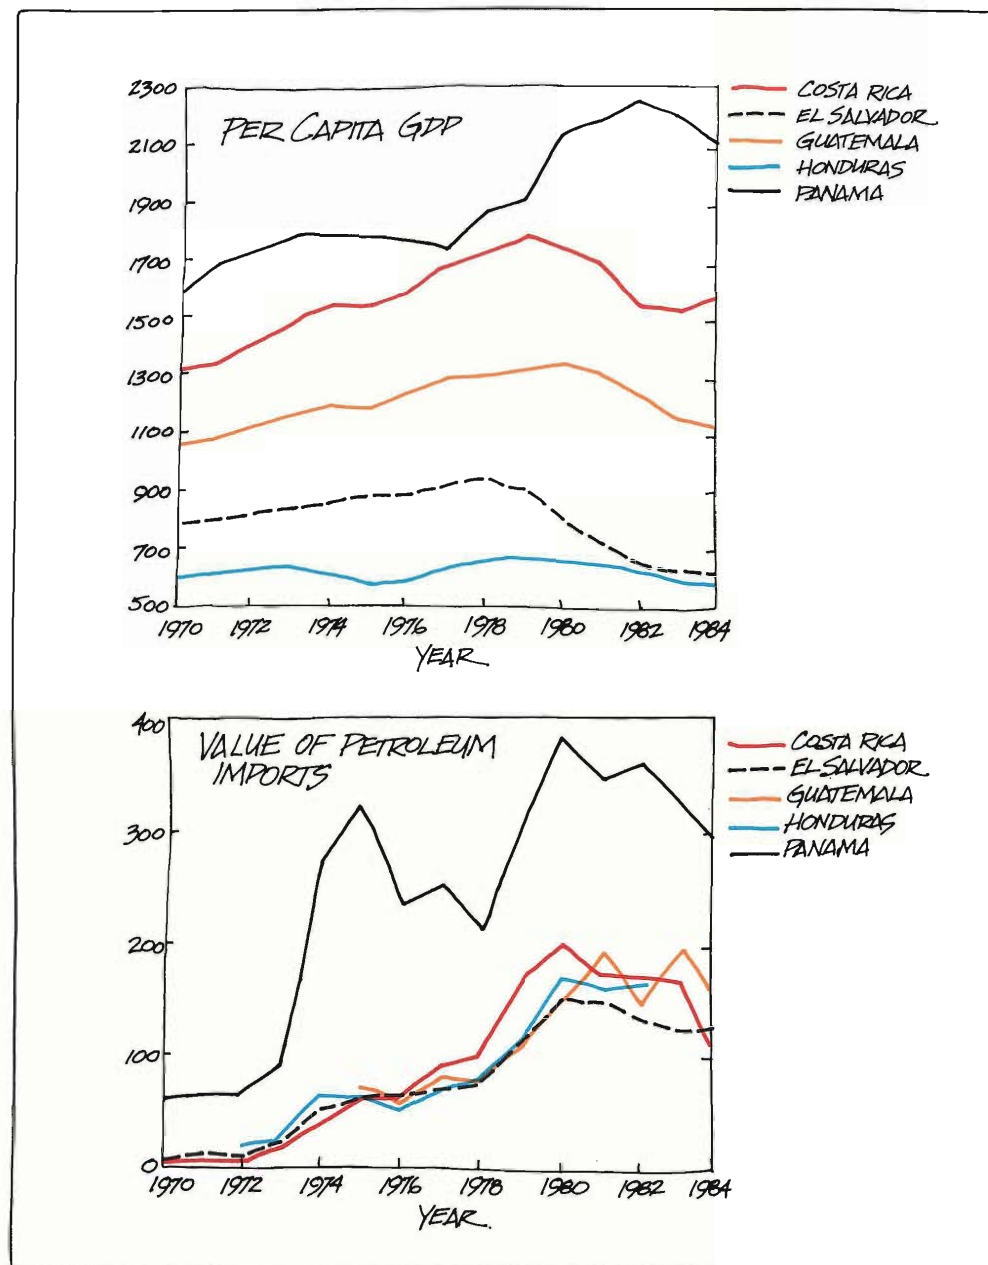 PER CAPITA GDP
2300
2100
1900
1700
1500
1300
1100
900
700
500
1970 1972 1974 1976 1978 1980 1982 1984
YEAR
COSTA RICA
EL SALVADOR
GUATEMALA
HONDURAS
PANAMA
VALUE OF PETROLEUM
IMPORTS
400
300
200
100
0
1970 1972 1974 1976 1978 1980 1982 1984
YEAR.
COSTA RICA
EL SALVADOR
GUATEMALA
HONDURAS
PANAMA